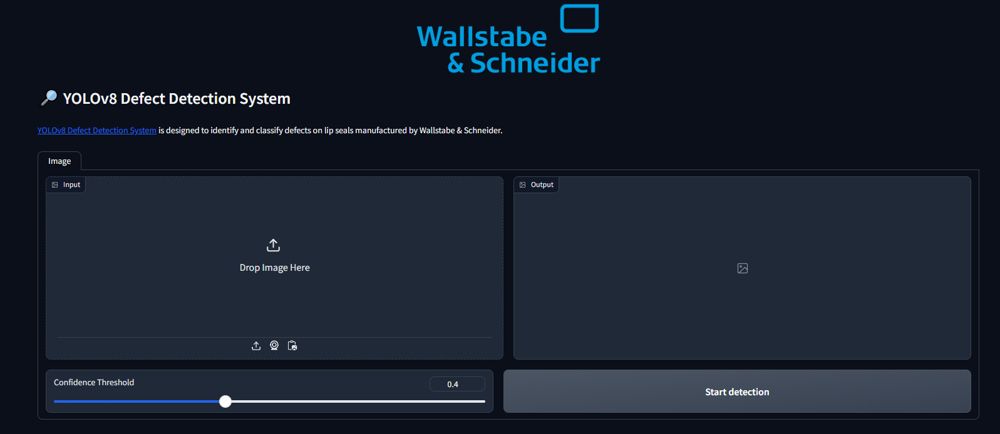 Wallstabe
& Schneider
YOLOv8 Defect Detection System
YOLOv8 Defect Detection System is designed to identify and classify defects on lip seals manufactured by Wallstabe & Schneider.
Image
Input
Output
Drop Image Here
Confidence Threshold
0.4
Start detection